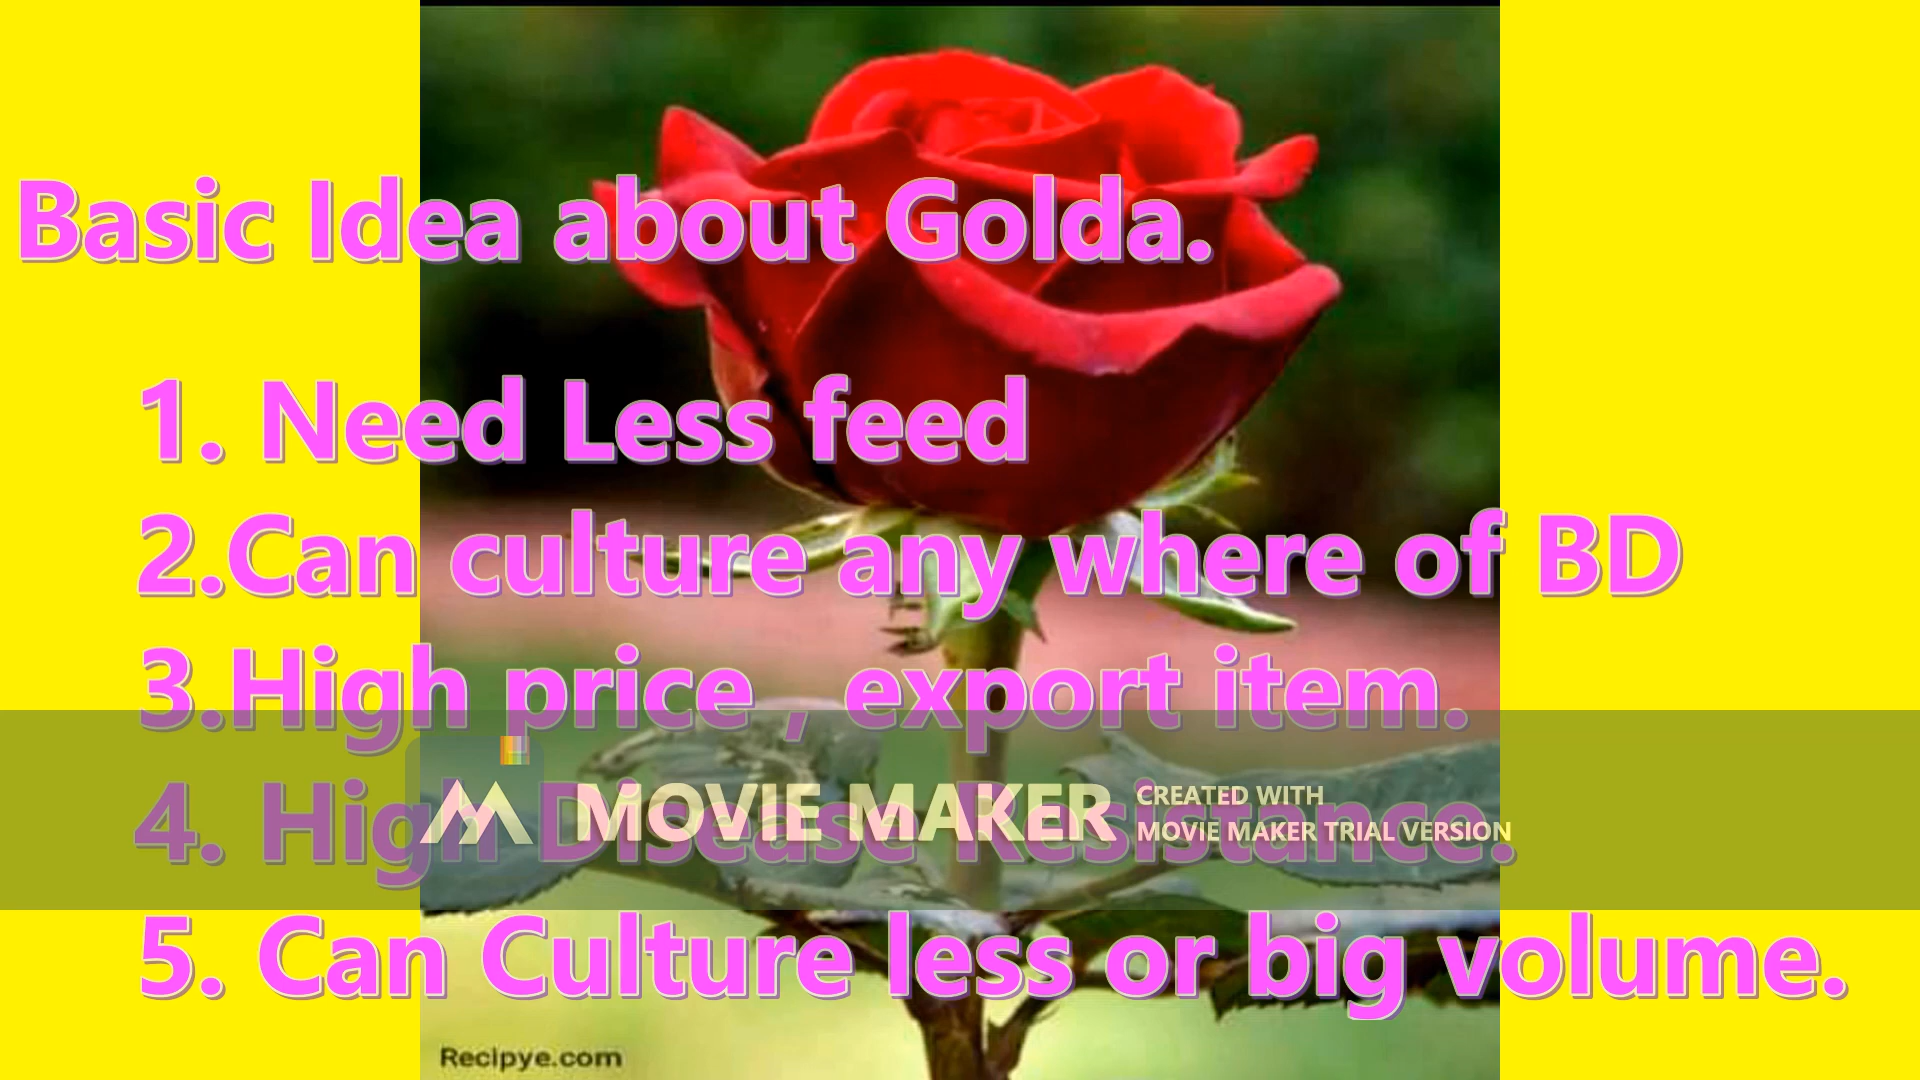 Basic Idea about Golda.
1. Need Less feed
2.Can culture any where of BD
3.High price , export item.
4. High Disease Resistance.
MOVIE MAKER
CREATED WITH
MOVIE MAKER TRIAL VERSION
5. Can Culture less or big volume.
Recipye.com